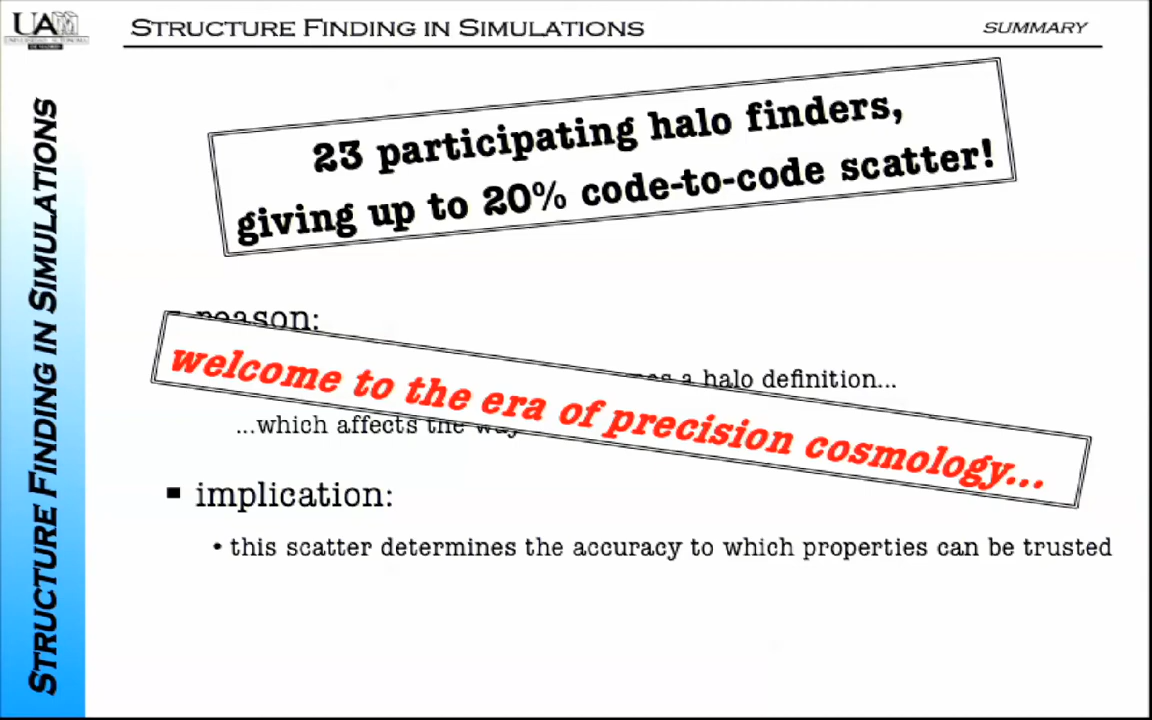 UAM
STRUCTURE FINDING IN SIMULATIONS
SUMMARY
STRUCTURE FINDING IN SIMULATIONS
23 participating halo finders,
giving up to 20% code-to-code scatter!
reason:
a halo definition...
welcome to the era of precision cosmology...
...which affects the way
implication:
• this scatter determines the accuracy to which properties can be trusted